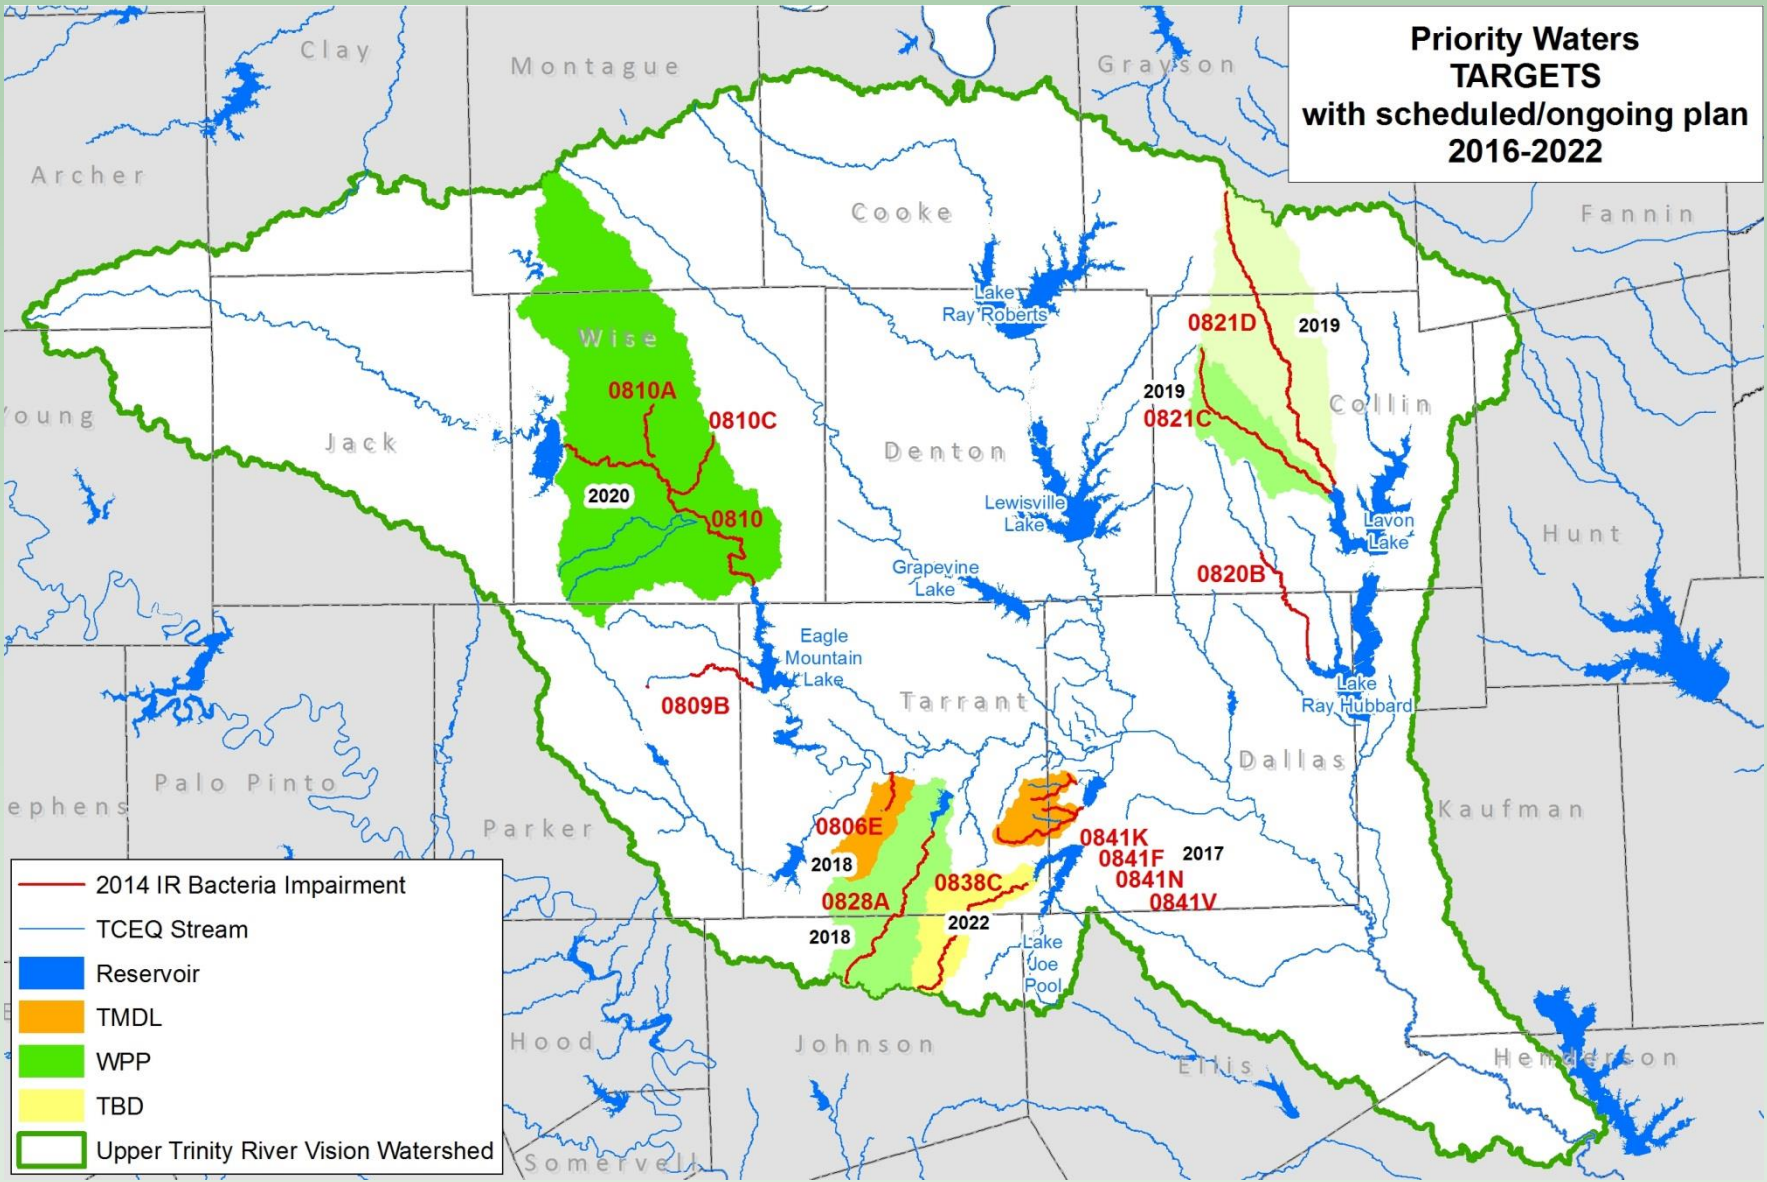 Priority Waters
TARGETS
with scheduled/ongoing plan
2016-2022
Clay
Montague
Grayson
Archer
Cooke
Fannin
Lake
Ray Roberts
Wise
0821D
2019
0810A
0810C
2019
0821C
Collin
Young
Jack
Denton
2020
0810
Lewisville
Lake
Lavon
Lake
Hunt
Grapevine
Lake
0820B
Eagle
Mountain
Lake
0809B
Tarrant
Lake
Ray Hubbard
Palo Pinto
Dallas
ephens
Parker
Kaufman
0806E
2018
0841K
0841F
0841N
0841V
2017
0838C
0828A
2018
2022
Lake
Joe
Pool
Hood
Johnson
Ellis
Henderson
Somervell
2014 IR Bacteria Impairment
TCEQ Stream
Reservoir
TMDL
WPP
TBD
Upper Trinity River Vision Watershed